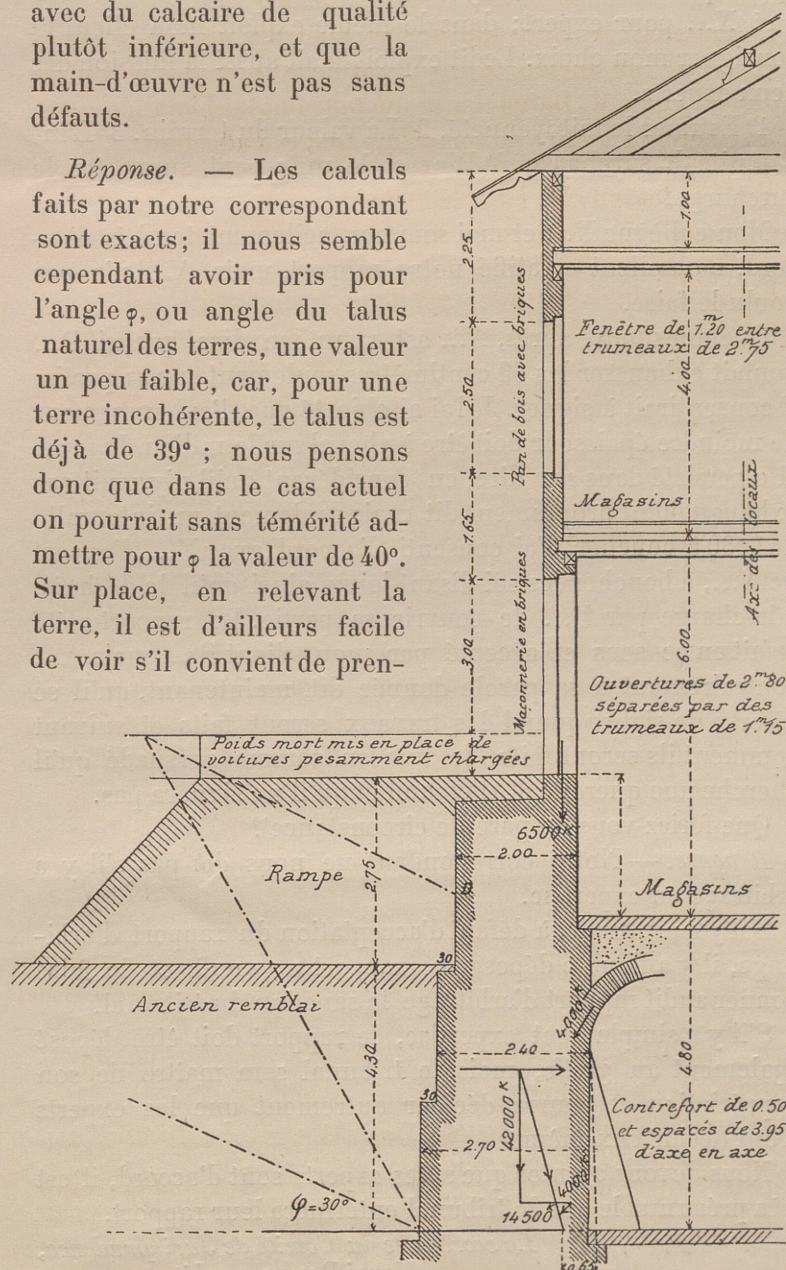 avec du calcaire de qualité
plutôt inférieure, et que la
main-d'œuvre n'est pas sans
défauts.
Réponse. — Les calculs
faits par notre correspondant
sont exacts; il nous semble
cependant avoir pris pour
l'angle φ, ou angle du talus
naturel des terres, une valeur
un peu faible, car, pour une
terre incohérente, le talus est
déjà de 39° ; nous pensons
donc que dans le cas actuel
on pourrait sans témérité ad-
mettre pour φ la valeur de 40°.
Sur place, en relevant la
terre, il est d'ailleurs facile
de voir s'il convient de pren-
2.25
2.50
1.65
3.00
Pan de bois avec briques
Maçonnerie en briques
1.00
Fenêtre de 1.20 entre
trumeaux de 2.75
4.00
Magasins
Axe des locaux
6.00
Ouvertures de 2.80
séparées par des
trumeaux de 1.15
Poids mort mis en place de
voitures pesamment chargées
6500 K
2.00
D
Rampe
2.75
Magasins
30
Ancien remblai
4000 K
2.40
4.30
4.80
30
42000 K
Contrefort de 0.50
et espacés de 3.95
d'axe en axe
2.70
φ=30°
14500
0.65